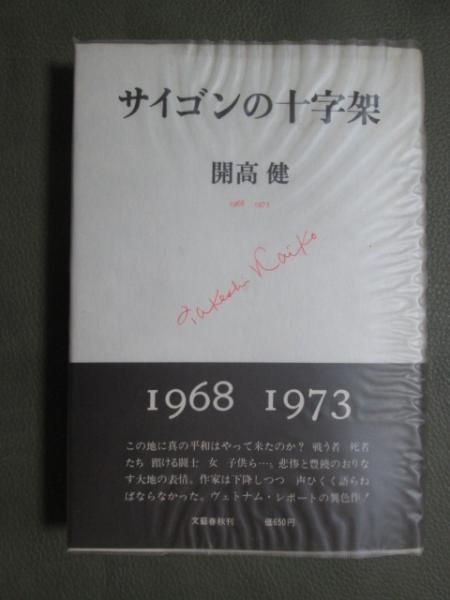 サイゴンの十字架
開高 健
1968 1973
Takeshi Kaiko
1968 1973
この地に真の平和はやって来たのか? 戦う者 死者
たち 賭ける闘士 女 子供ら…。悲惨と豊饒のおりな
す大地の表情。作家は下降しつつ 声ひくく語らね
ばならなかった。ヴェトナム・レポートの異色作!
文藝春秋刊 価650円